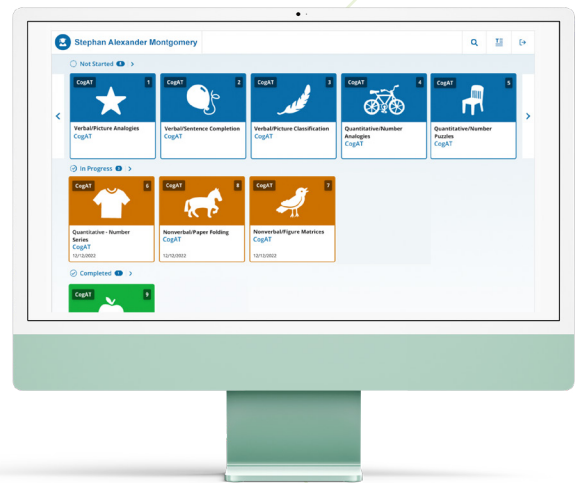 Stephan Alexander Montgomery
Not Started
CogAT 1
CogAT 2
CogAT 3
CogAT 4
CogAT 5
Verbal/Picture Analogies
CogAT
Verbal/Sentence Completion
CogAT
Verbal/Picture Classification
CogAT
Quantitative/Number
Analogies
CogAT
Quantitative/Number
Puzzles
CogAT
In Progress 3
CogAT 6
CogAT 8
CogAT 7
Quantitative - Number
Series
CogAT
12/12/2022
Nonverbal/Paper Folding
CogAT
12/12/2022
Nonverbal/Figure Matrices
CogAT
12/12/2022
Completed 1
CogAT 9